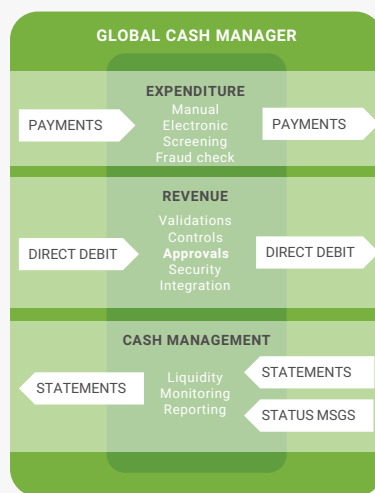 GLOBAL CASH MANAGER
EXPENDITURE
Manual
PAYMENTS
Electronic
PAYMENTS
Screening
Fraud check
REVENUE
Validations
Controls
DIRECT DEBIT
Approvals
DIRECT DEBIT
Security
Integration
CASH MANAGEMENT
STATEMENTS
Liquidity
STATEMENTS
Monitoring
Reporting
STATUS MSGS